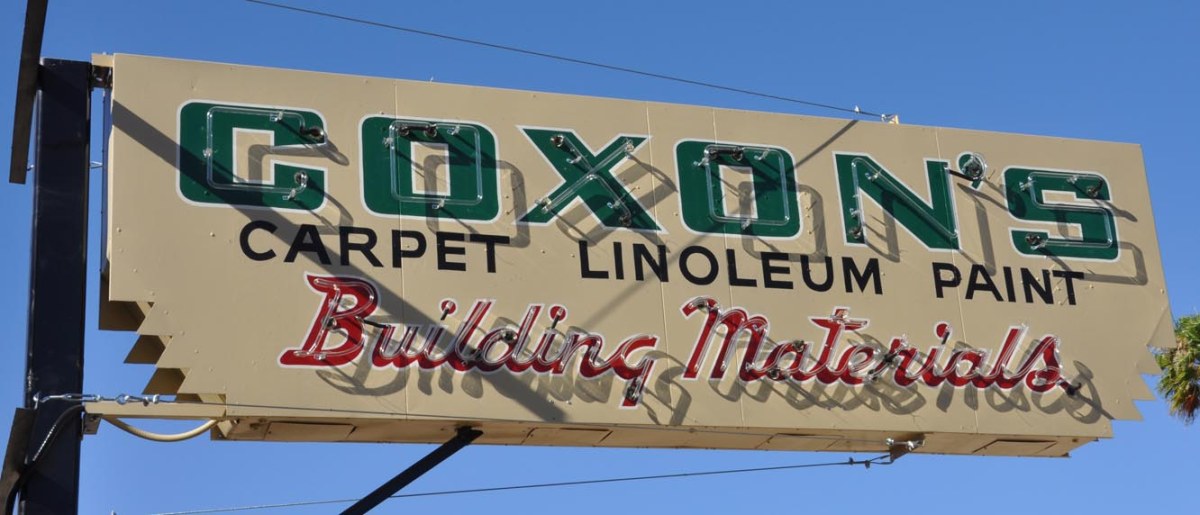 COXON'S
CARPET LINOLEUM PAINT
Building Materials